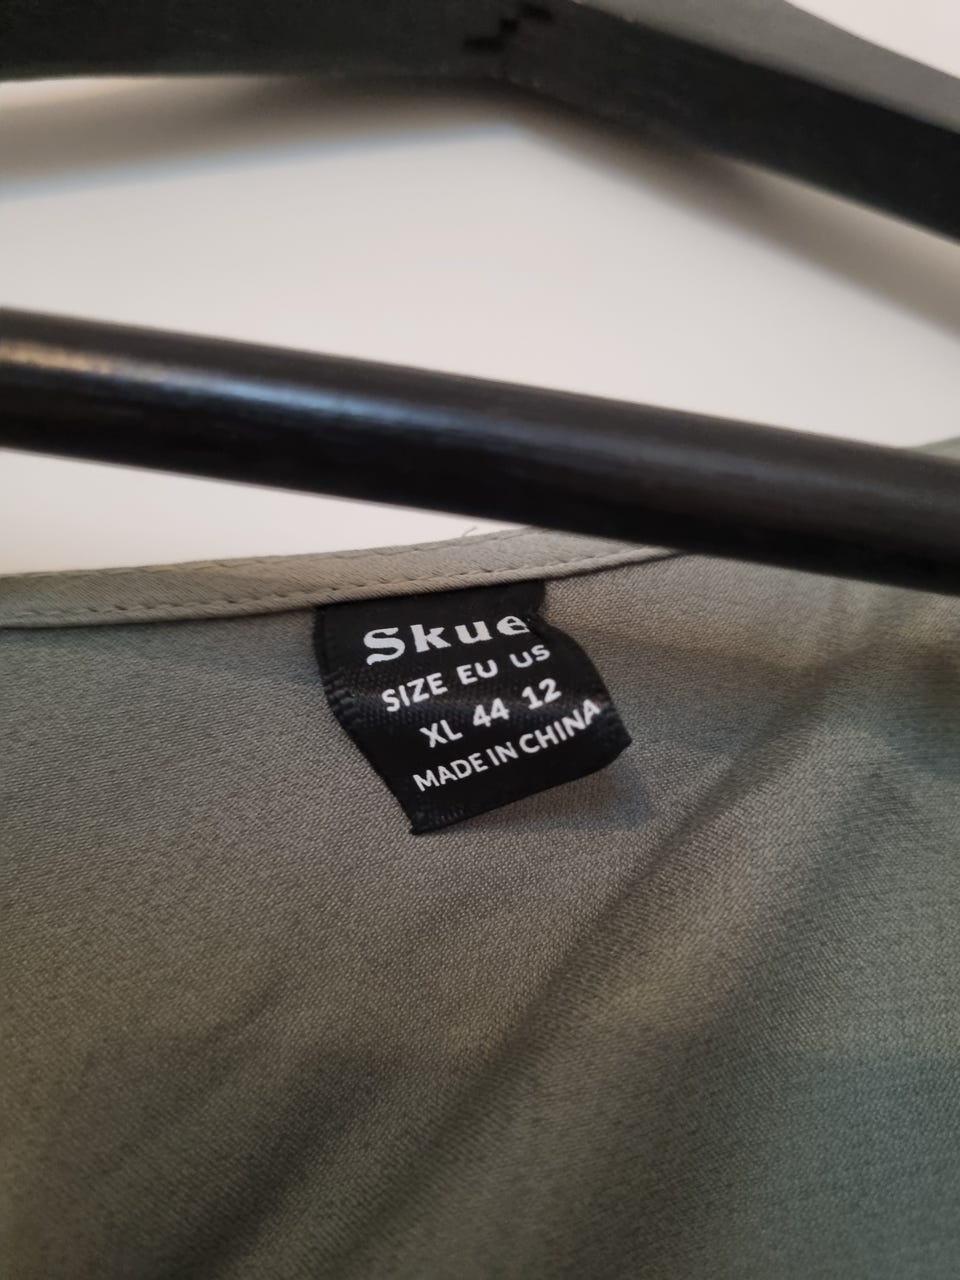 Skue
SIZE EU US
XL 44 12
MADE IN CHINA